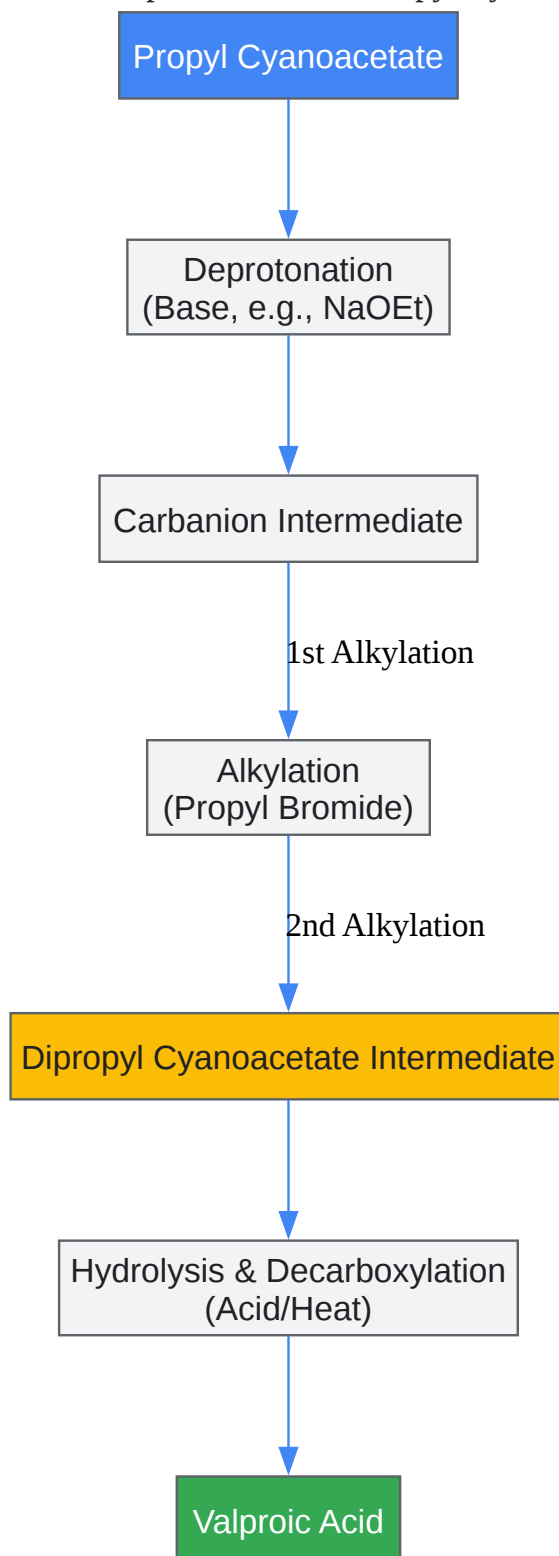 Propyl Cyanoacetate
Deprotonation
(Base, e.g., NaOEt)
Carbanion Intermediate
1st Alkylation
Alkylation
(Propyl Bromide)
2nd Alkylation
Dipropyl Cyanoacetate Intermediate
Hydrolysis & Decarboxylation
(Acid/Heat)
Valproic Acid